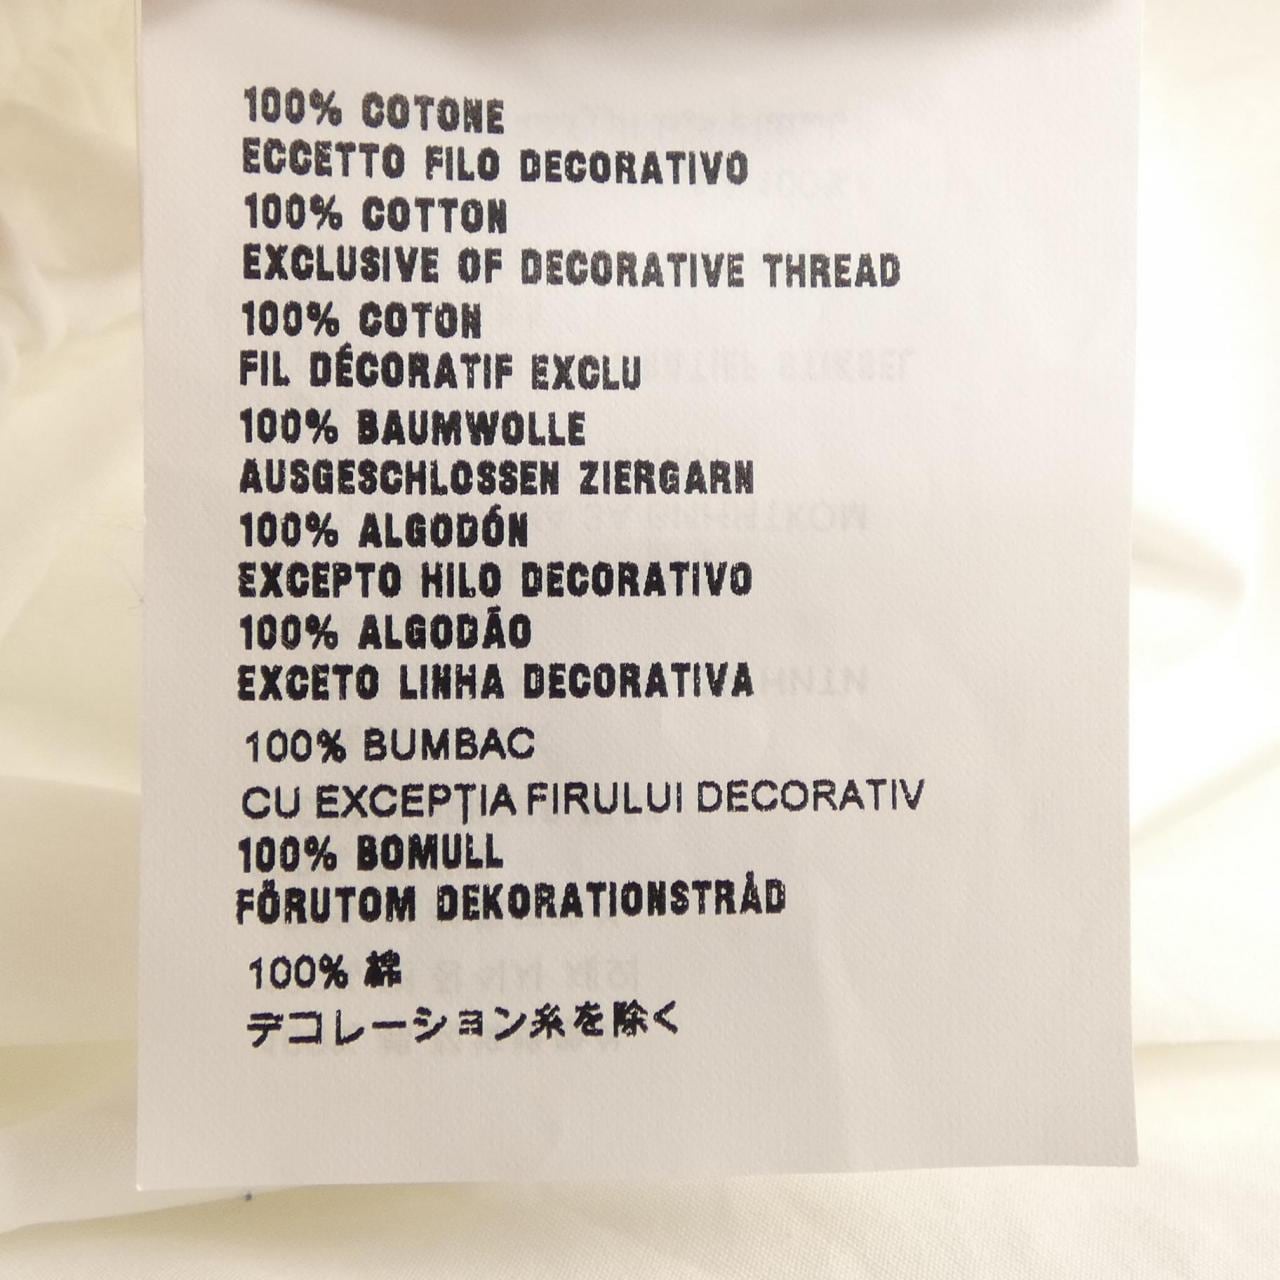 100% COTONE
ECCETTO FILO DECORATIVO
100% COTTON
EXCLUSIVE OF DECORATIVE THREAD
100% COTON
FIL DÉCORATIF EXCLU
100% BAUMWOLLE
AUSGESCHLOSSEN ZIERGARN
100% ALGODÓN
EXCEPTO HILO DECORATIVO
100% ALGODÃO
EXCETO LINHA DECORATIVA
100% BUMBAC
CU EXCEPŢIA FIRULUI DECORATIV
100% BOMULL
FÖRUTOM DEKORATIONSTRÅD
100% 綿
デコレーション糸を除く